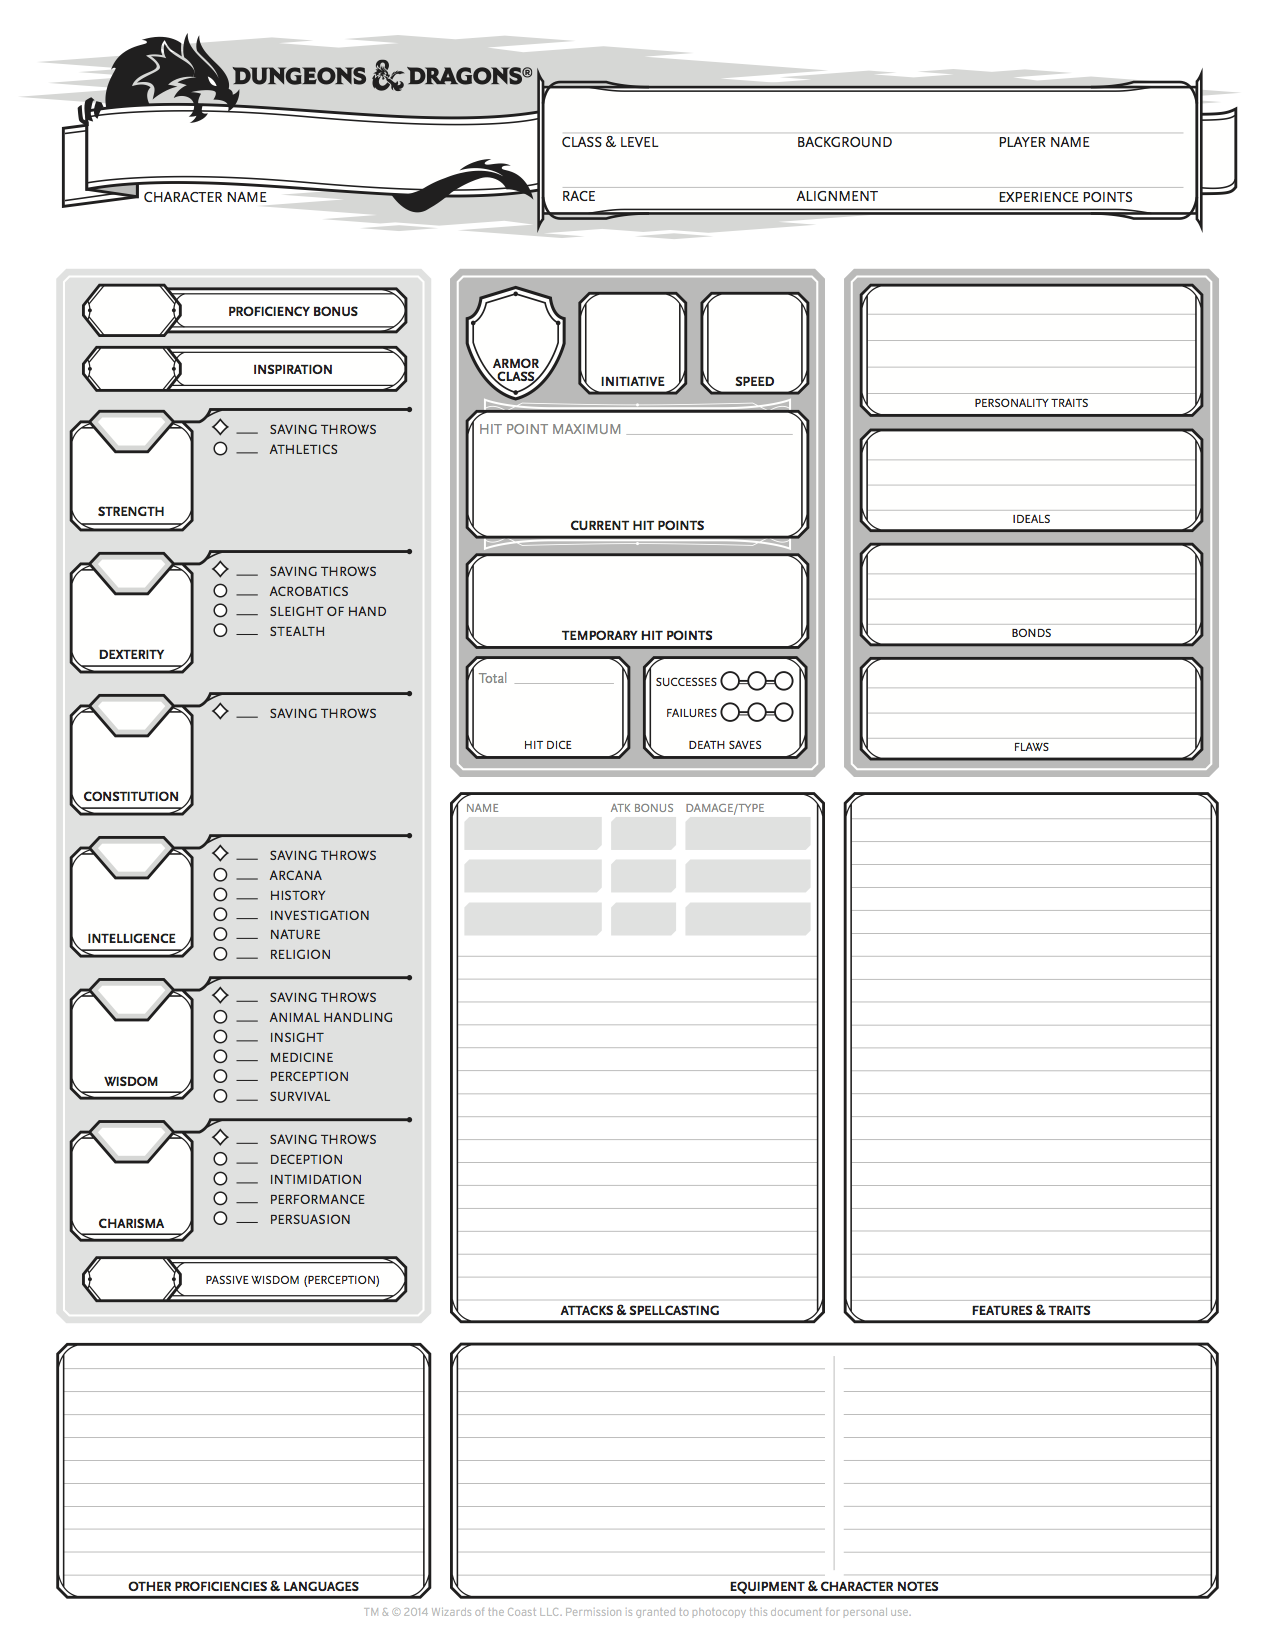 DUNGEONS & DRAGONS®
CHARACTER NAME
CLASS & LEVEL BACKGROUND PLAYER NAME
RACE ALIGNMENT EXPERIENCE POINTS
PROFICIENCY BONUS
INSPIRATION
STRENGTH
SAVING THROWS
ATHLETICS
DEXTERITY
SAVING THROWS
ACROBATICS
SLEIGHT OF HAND
STEALTH
CONSTITUTION
SAVING THROWS
INTELLIGENCE
SAVING THROWS
ARCANA
HISTORY
INVESTIGATION
NATURE
RELIGION
WISDOM
SAVING THROWS
ANIMAL HANDLING
INSIGHT
MEDICINE
PERCEPTION
SURVIVAL
CHARISMA
SAVING THROWS
DECEPTION
INTIMIDATION
PERFORMANCE
PERSUASION
PASSIVE WISDOM (PERCEPTION)
ARMOR
CLASS
INITIATIVE
SPEED
HIT POINT MAXIMUM
CURRENT HIT POINTS
TEMPORARY HIT POINTS
Total
HIT DICE
SUCCESSES
FAILURES
DEATH SAVES
PERSONALITY TRAITS
IDEALS
BONDS
FLAWS
NAME ATK BONUS DAMAGE/TYPE
ATTACKS & SPELLCASTING
FEATURES & TRAITS
OTHER PROFICIENCIES & LANGUAGES
EQUIPMENT & CHARACTER NOTES
TM & © 2014 Wizards of the Coast LLC. Permission is granted to photocopy this document for personal use.